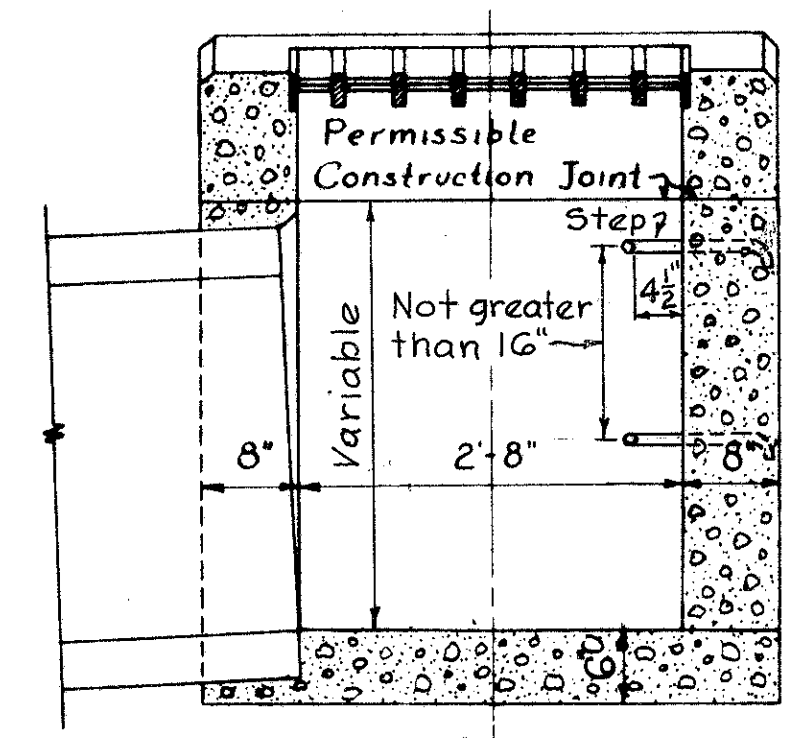 Permissible
Construction Joint
Step
4½"
Not greater
than 16"
Variable
8"
2'-8"
8"
6"